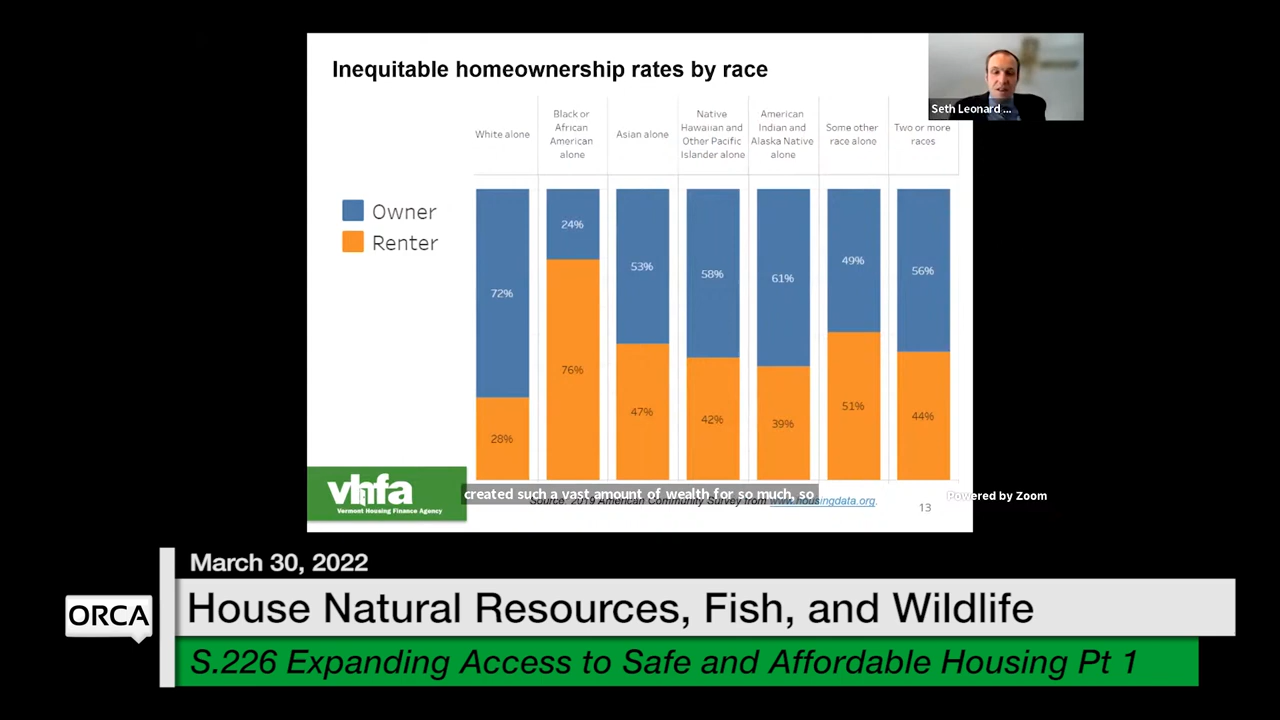 Inequitable homeownership rates by race
Seth Leonard ...
White alone
Black or
African
American
alone
Asian alone
Native
Hawaiian and
Other Pacific
Islander alone
American
Indian and
Alaska Native
alone
Some other
race alone
Two or more
races
Owner
Renter
72%
24%
53%
58%
61%
49%
56%
28%
76%
47%
42%
39%
51%
44%
vhfa
Vermont Housing Finance Agency
created such a vast amount of wealth for so much, so
Source: 2019 American Community Survey from www.housingdata.org.
13
Powered by Zoom
March 30, 2022
ORCA
House Natural Resources, Fish, and Wildlife
S.226 Expanding Access to Safe and Affordable Housing Pt 1